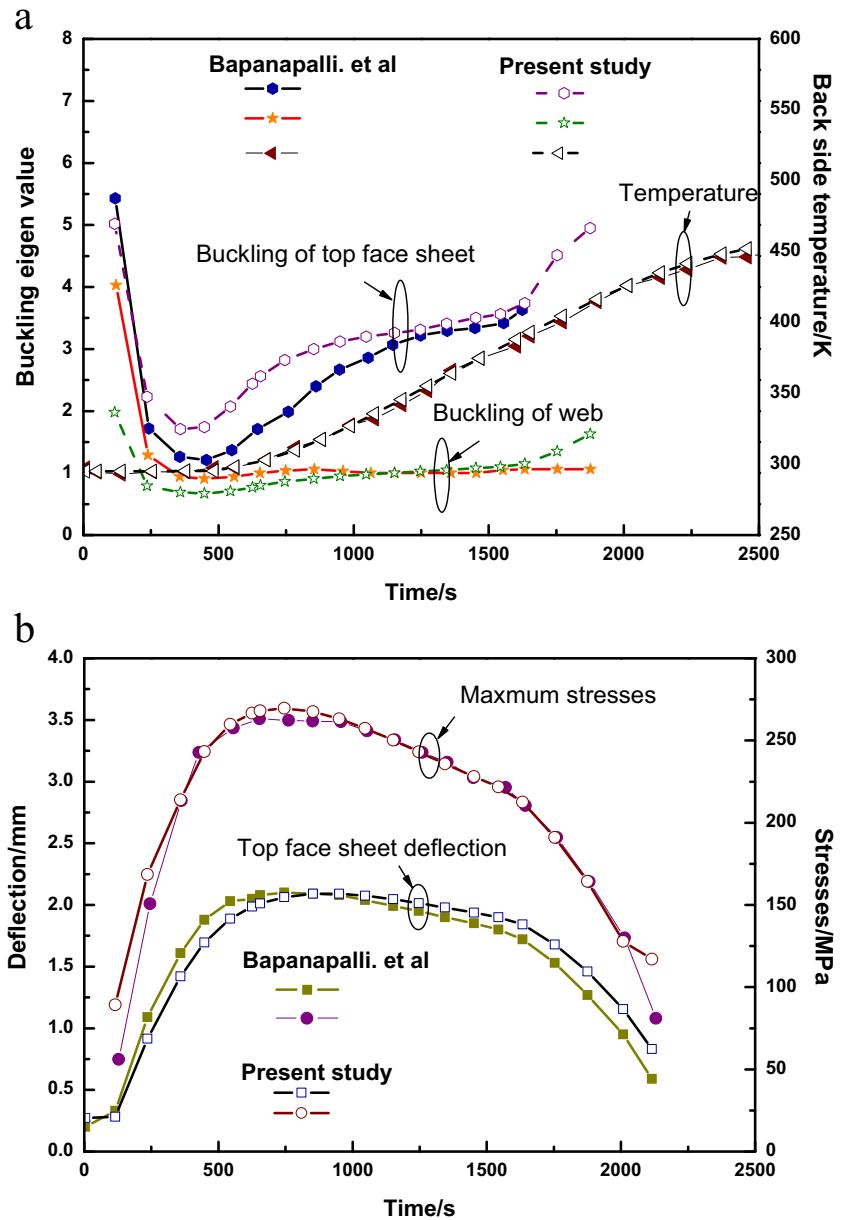 a
8
7
6
5
4
3
2
1
0
Buckling eigen value
600
550
500
450
400
350
300
250
Back side temperature/K
Bapanapalli. et al
Present study
Temperature
Buckling of top face sheet
Buckling of web
0
500
1000
1500
2000
2500
Time/s
b
4.0
3.5
3.0
2.5
2.0
1.5
1.0
0.5
0.0
Deflection/mm
300
250
200
150
100
50
0
Stresses/MPa
Maxmum stresses
Top face sheet deflection
Bapanapalli. et al
Present study
0
500
1000
1500
2000
2500
Time/s